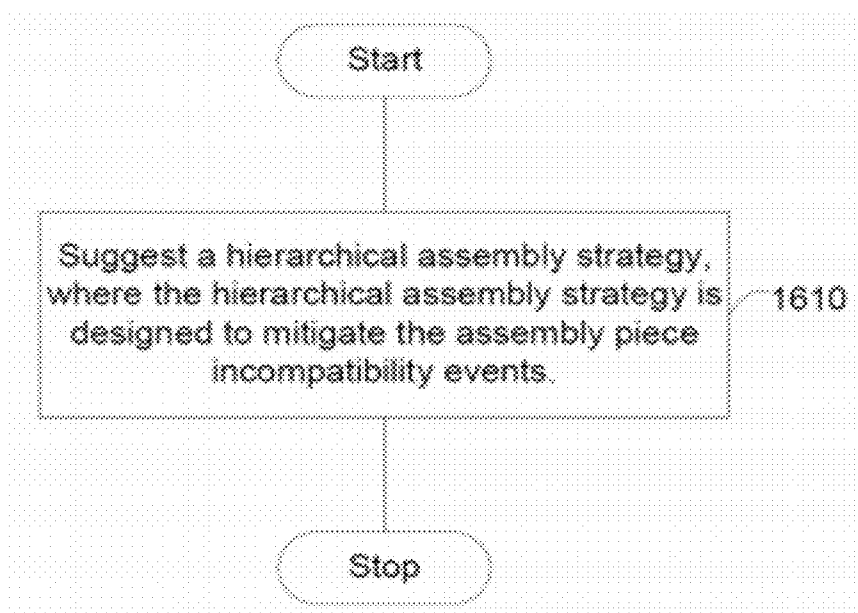 Start
Suggest a hierarchical assembly strategy,
where the hierarchical assembly strategy is
designed to mitigate the assembly piece
incompatibility events.
1610
Stop